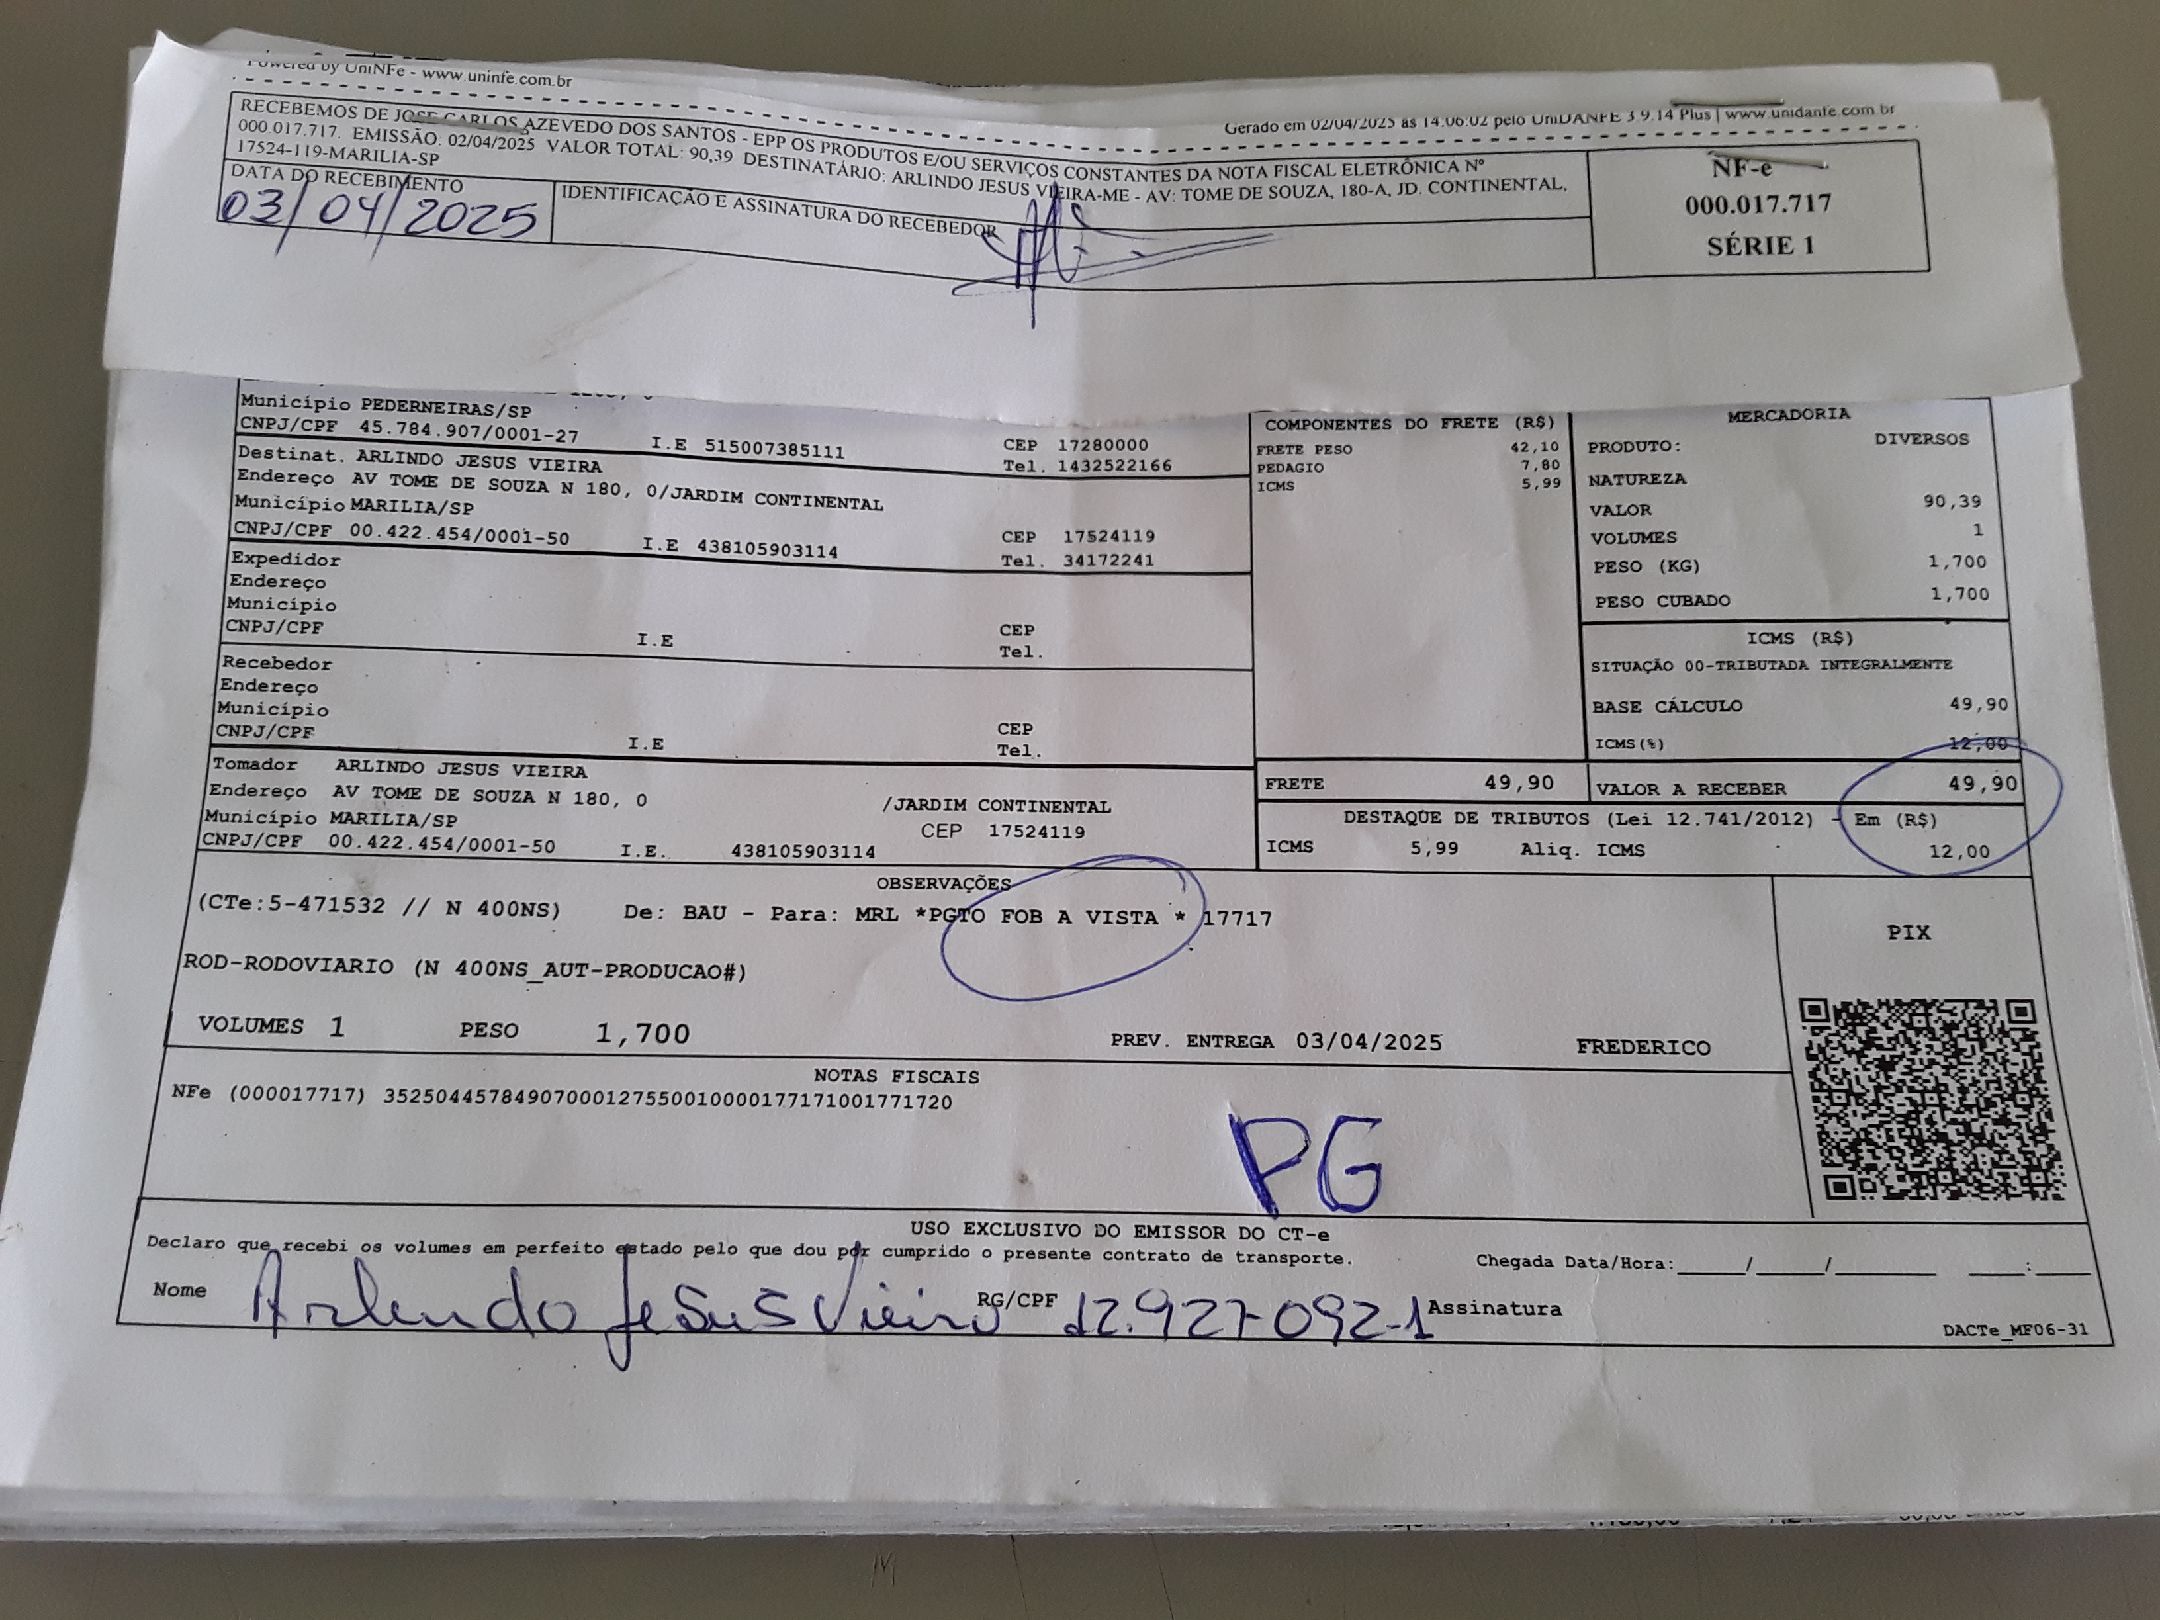 Powered by UniNFe - www.uninfe.com.br
Gerado em 02/04/2025 às 14:06:02 pelo UniDANFE 3.9.14 Plus | www.unidanfe.com.br
RECEBEMOS DE JOSE CARLOS AZEVEDO DOS SANTOS - EPP OS PRODUTOS E/OU SERVIÇOS CONSTANTES DA NOTA FISCAL ELETRÔNICA Nº
000.017.717. EMISSÃO: 02/04/2025 VALOR TOTAL: 90,39 DESTINATÁRIO: ARLINDO JESUS VIEIRA-ME - AV: TOME DE SOUZA, 180-A, JD. CONTINENTAL,
17524-119-MARILIA-SP
DATA DO RECEBIMENTO
03/04/2025
IDENTIFICAÇÃO E ASSINATURA DO RECEBEDOR
NF-e
000.017.717
SÉRIE 1
Município PEDERNEIRAS/SP
CNPJ/CPF 45.784.907/0001-27 I.E 515007385111
CEP 17280000
Tel. 1432522166
Destinat. ARLINDO JESUS VIEIRA
Endereço AV TOME DE SOUZA N 180, 0/JARDIM CONTINENTAL
Município MARILIA/SP
CNPJ/CPF 00.422.454/0001-50 I.E 438105903114
CEP 17524119
Tel. 34172241
Expedidor
Endereço
Município
CNPJ/CPF I.E
CEP
Tel.
Recebedor
Endereço
Município
CNPJ/CPF I.E
CEP
Tel.
Tomador ARLINDO JESUS VIEIRA
Endereço AV TOME DE SOUZA N 180, 0 /JARDIM CONTINENTAL
Município MARILIA/SP CEP 17524119
CNPJ/CPF 00.422.454/0001-50 I.E. 438105903114
COMPONENTES DO FRETE (R$)
FRETE PESO 42,10
PEDAGIO 7,80
ICMS 5,99
MERCADORIA
PRODUTO: DIVERSOS
NATUREZA
VALOR 90,39
VOLUMES 1
PESO (KG) 1,700
PESO CUBADO 1,700
ICMS (R$)
SITUAÇÃO 00-TRIBUTADA INTEGRALMENTE
BASE CÁLCULO 49,90
ICMS(%) 12,00
FRETE 49,90 VALOR A RECEBER 49,90
DESTAQUE DE TRIBUTOS (Lei 12.741/2012) - Em (R$)
ICMS 5,99 Aliq. ICMS 12,00
OBSERVAÇÕES
(CTe:5-471532 // N 400NS) De: BAU - Para: MRL *PGTO FOB A VISTA * 17717
ROD-RODOVIARIO (N 400NS_AUT-PRODUCAO#)
PIX
VOLUMES 1 PESO 1,700 PREV. ENTREGA 03/04/2025 FREDERICO
NOTAS FISCAIS
NFe (000017717) 35250445784907000127550010000177171001771720
PG
USO EXCLUSIVO DO EMISSOR DO CT-e
Declaro que recebi os volumes em perfeito estado pelo que dou por cumprido o presente contrato de transporte.
Chegada Data/Hora:____/____/______ ___:___
Nome Arlindo Jesus Vieira RG/CPF 12.927-092-1 Assinatura
DACTe_MF06-31